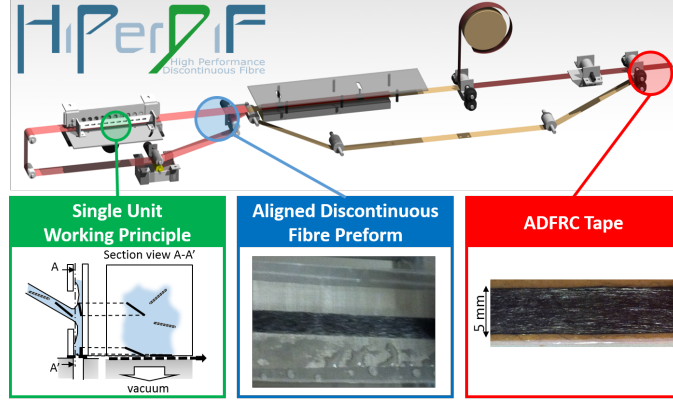 HiPerDiF
High Performance
Discontinuous Fibre
Single Unit
Working Principle
Section view A-A'
A
A'
vacuum
Aligned Discontinuous
Fibre Preform
ADFRC Tape
5 mm